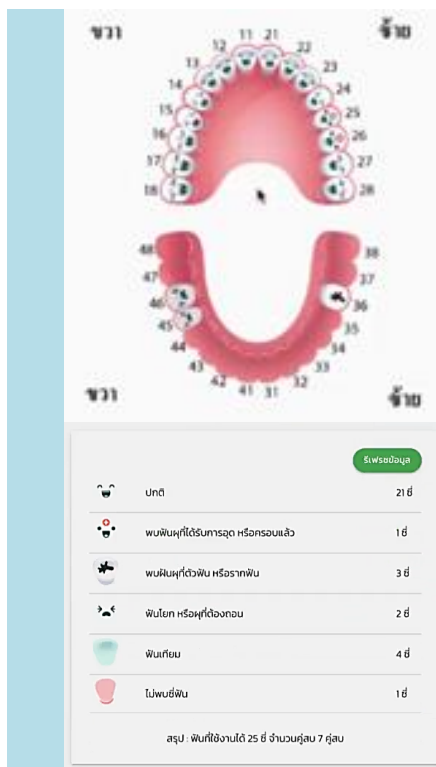 ขวา
ซ้าย
11 21
12 22
13 23
14 24
15 25
16 26
17 27
18 28
48 38
47 37
46 36
45 35
44 34
43 33
42 41 31 32
ขวา
ซ้าย
รีเฟรชข้อมูล
ปกติ 21 ซี่
พบฟันผุที่ได้รับการอุด หรือครอบแล้ว 1 ซี่
พบฝันผุที่ตัวฟัน หรือรากฟัน 3 ซี่
ฟันโยก หรือผุที่ต้องถอน 2 ซี่
ฟันเทียม 4 ซี่
ไม่พบซี่ฟัน 1 ซี่
สรุป : ฟันที่ใช้งานได้ 25 ซี่ จำนวนคู่สบ 7 คู่สบ